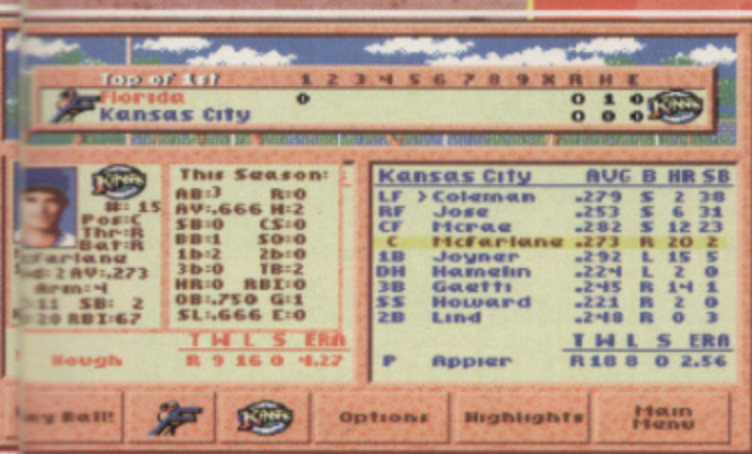 Top of 1st 1 2 3 4 5 6 7 8 9 X R H E
Florida 0 0 1 0
Kansas City 0 0 0
KINGS
#: 15
Pos:C
Thr:R
Bat:R
Farlane
2 AV:.273
Arm:4
11 SB: 2
20 RBI:67
This Season:
AB:3 R:0
AV:.666 H:2
SB:0 CS:0
BB:1 SO:0
1b:2 2b:0
3b:0 TB:2
HR:0 RBI:0
OB:.750 G:1
SL:.666 E:0
T W L S ERA
Hough R 9 16 0 4.27
Kansas City AVG B HR SB
LF > Coleman .279 S 2 38
RF Jose .253 S 6 31
CF Mcrae .282 S 12 23
C McFarlane .273 R 20 2
1B Joyner .292 L 15 5
DH Hamelin .224 L 2 0
3B Gaetti .245 R 14 1
SS Howard .221 R 2 0
2B Lind .248 R 0 3
T W L S ERA
P Appier R 18 8 0 2.56
ay Ball!
KINGS
Options
Highlights
Main
Menu